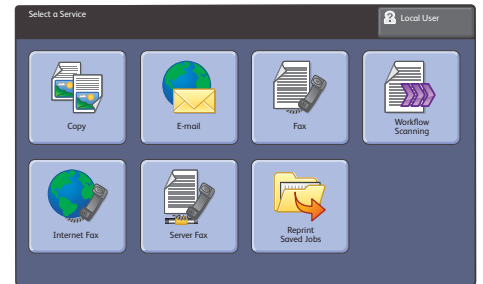 Select a Service
Local User
Copy
E-mail
Fax
Workflow
Scanning
Internet Fax
Server Fax
Reprint
Saved Jobs